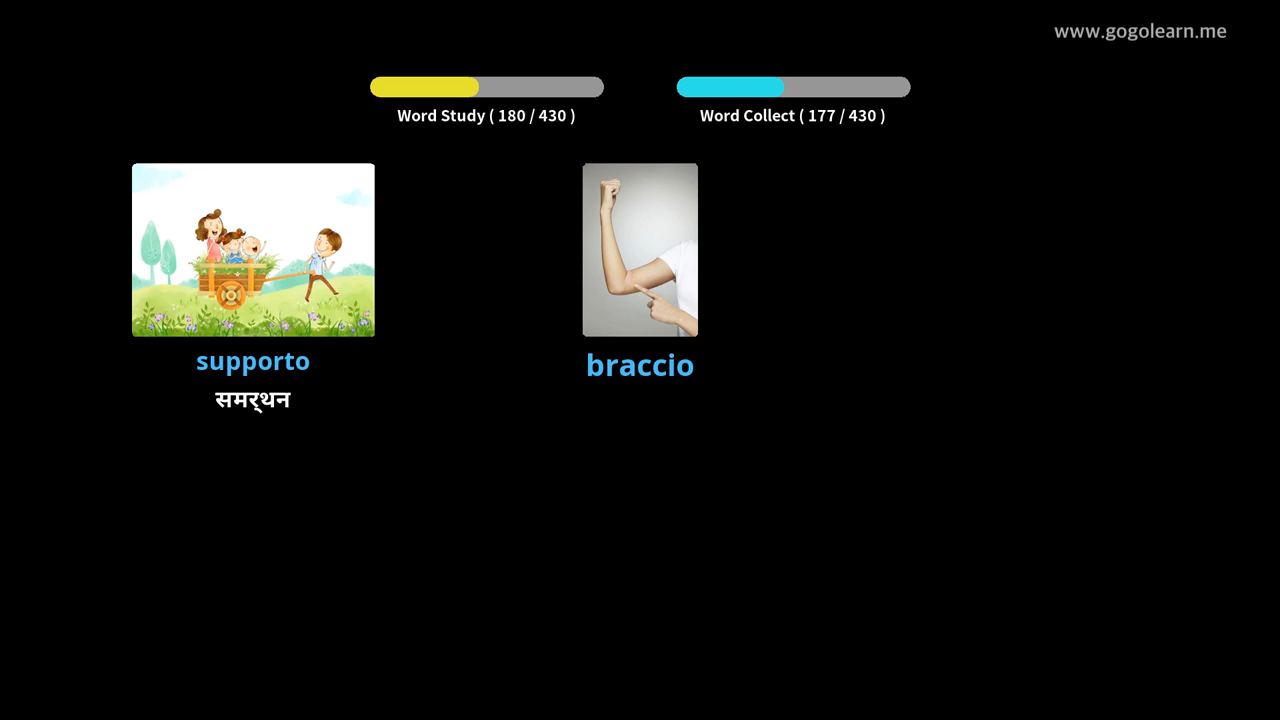 www.gogolearn.me
Word Study ( 180 / 430 )
Word Collect ( 177 / 430 )
supporto
समर्थन
braccio